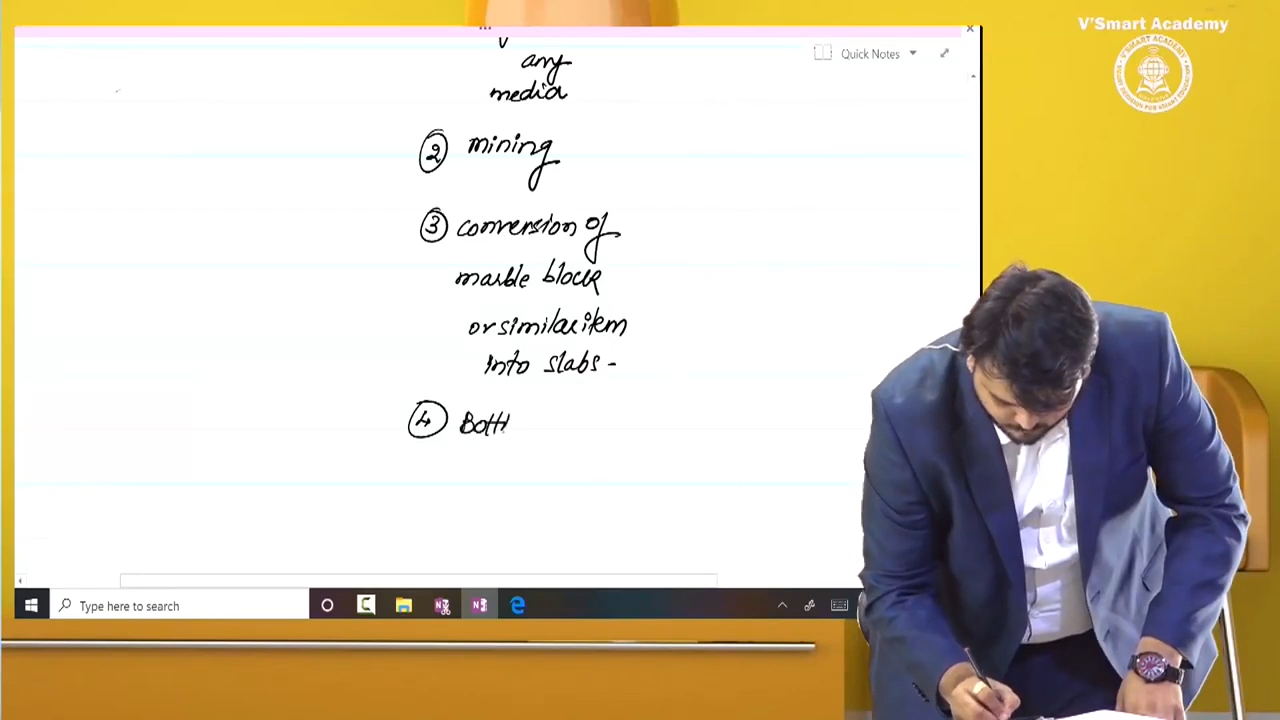 V'Smart Academy
Quick Notes
any
media
② mining
③ conversion of
marble block
or similar item
into slabs -
④ Bott
Type here to search